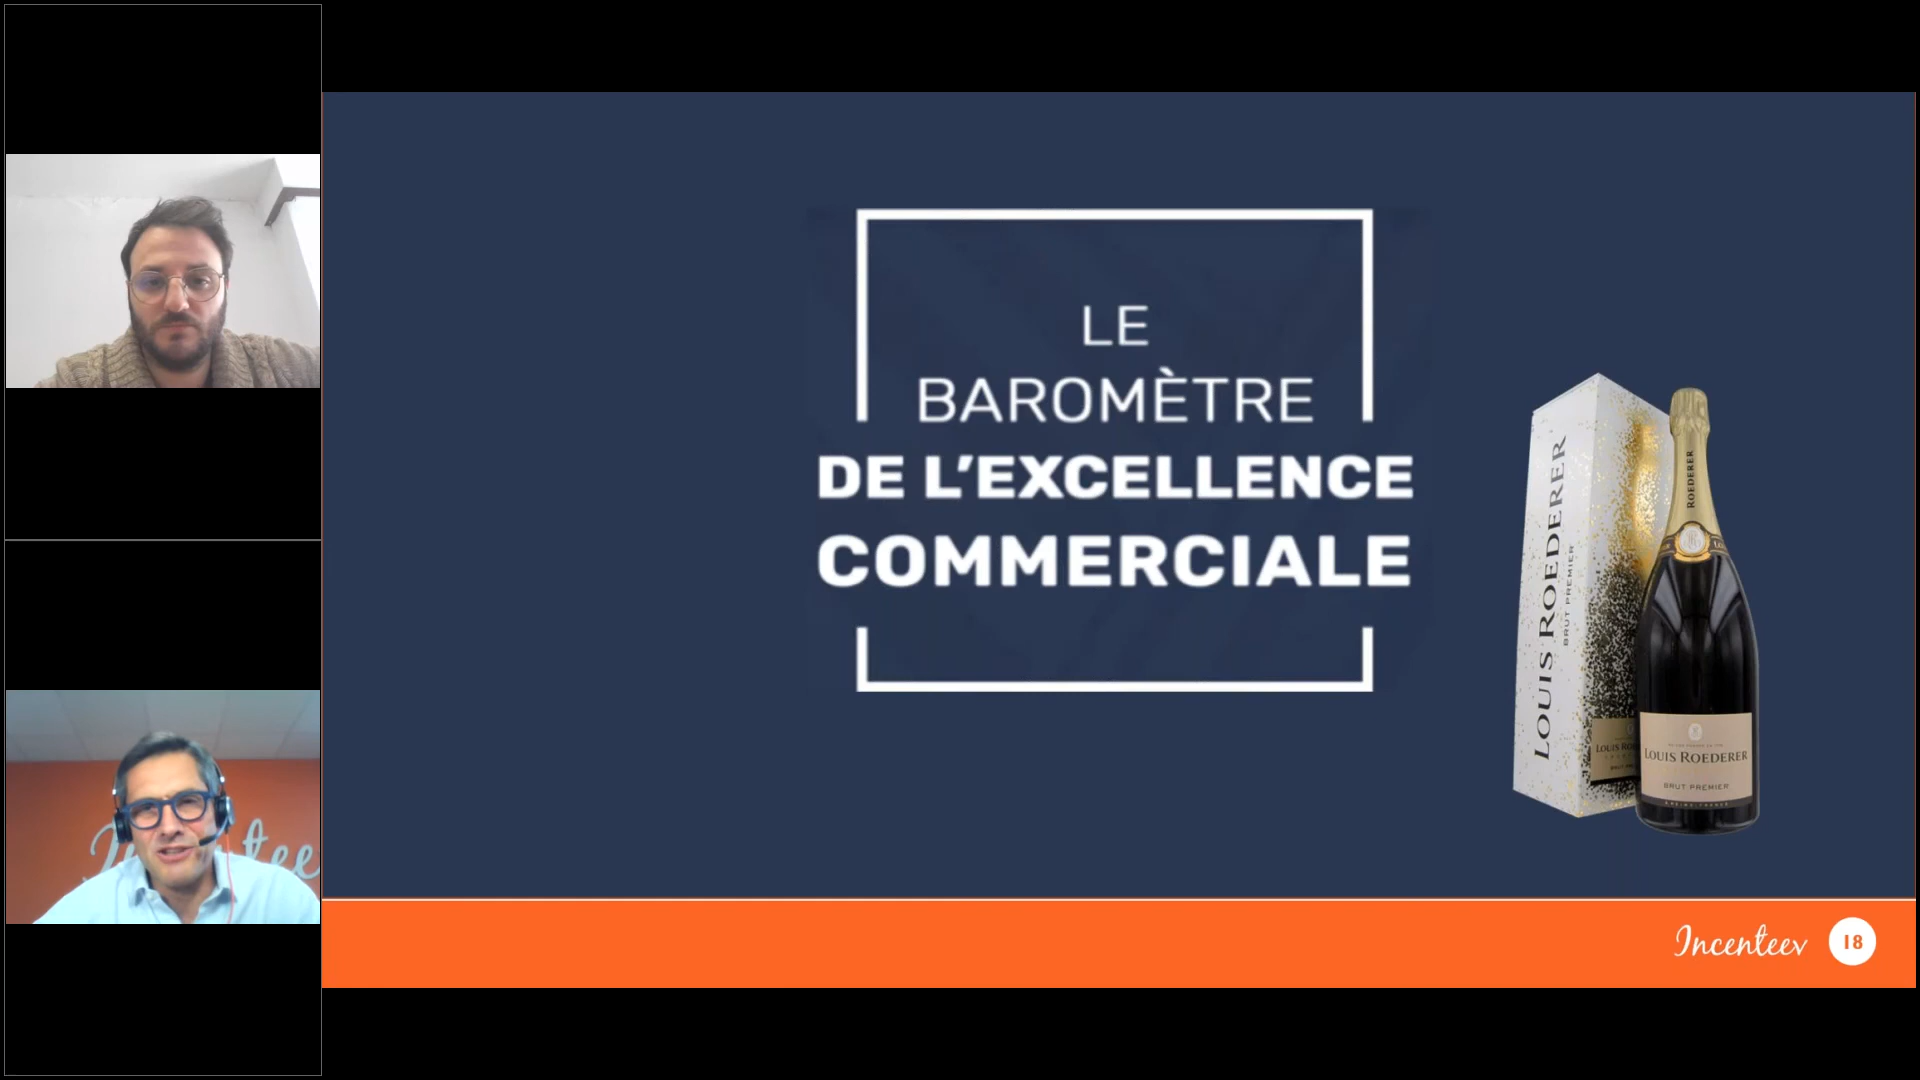 LE
BAROMÈTRE
DE L’EXCELLENCE
COMMERCIALE
LOUIS ROEDERER
BRUT PREMIER
ROEDERER
LOUIS ROEDERER
BRUT PREMIER
Incenteev
18